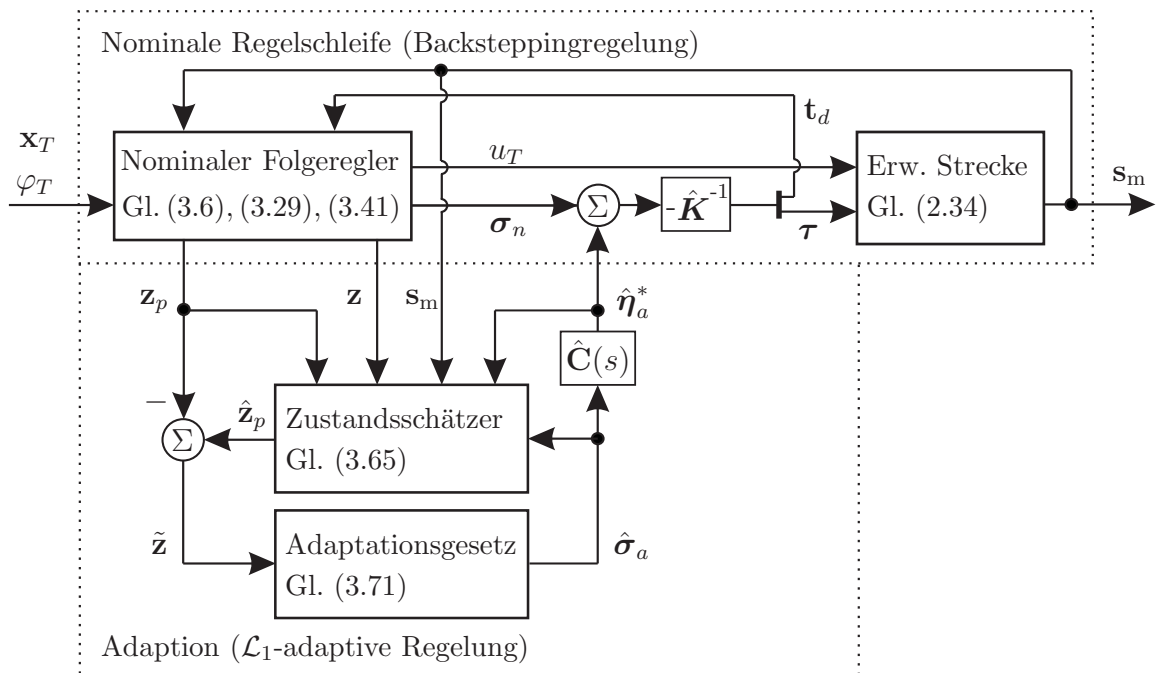 Nominale Regelschleife (Backsteppingregelung)
𝐭_d
𝐱_T
φ_T
Nominaler Folgeregler
Gl. (3.6), (3.29), (3.41)
u_T
𝛔_n
Σ
-𝑲̂^-1
𝛕
Erw. Strecke
Gl. (2.34)
𝐬_m
𝐳_p
𝐳
𝐬_m
𝛈̂_a^*
𝐂̂(s)
−
Σ
𝐳̂_p
Zustandsschätzer
Gl. (3.65)
𝐳̃
Adaptationsgesetz
Gl. (3.71)
𝛔̂_a
Adaption (ℒ_1-adaptive Regelung)